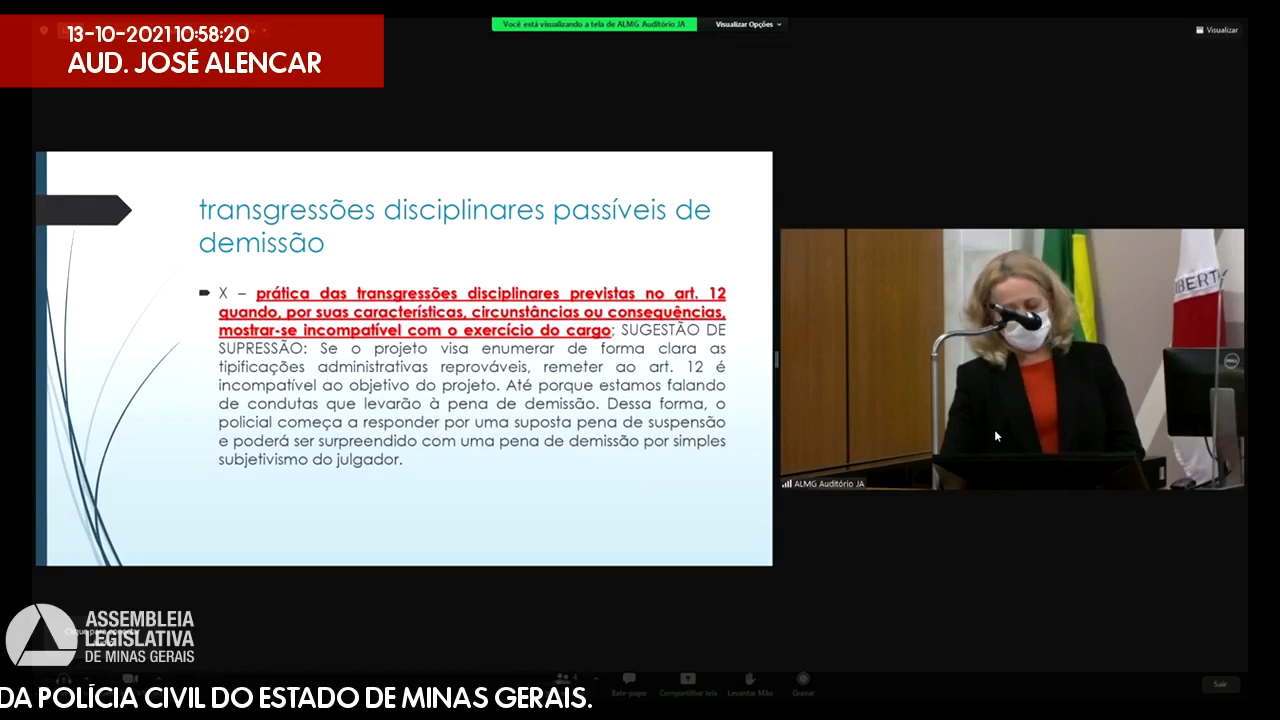 13-10-2021 10:58:20
AUD. JOSÉ ALENCAR
Você está visualizando a tela de ALMG Auditório JA
Visualizar Opções
Visualizar
transgressões disciplinares passíveis de
demissão
X – prática das transgressões disciplinares previstas no art. 12
quando, por suas características, circunstâncias ou consequências,
mostrar-se incompatível com o exercício do cargo; SUGESTÃO DE
SUPRESSÃO: Se o projeto visa enumerar de forma clara as
tipificações administrativas reprováveis, remeter ao art. 12 é
incompatível ao objetivo do projeto. Até porque estamos falando
de condutas que levarão à pena de demissão. Dessa forma, o
policial começa a responder por uma suposta pena de suspensão
e poderá ser surpreendido com uma pena de demissão por simples
subjetivismo do julgador.
DELL
ALMG Auditório JA
ASSEMBLEIA
LEGISLATIVA
DE MINAS GERAIS
Bate-papo
Compartilhar tela
Levantar Mão
Gravar
Sair
DA POLÍCIA CIVIL DO ESTADO DE MINAS GERAIS.